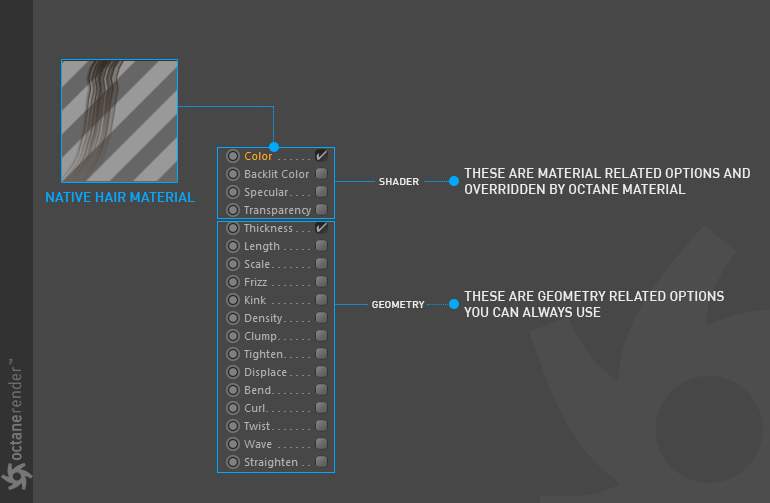 NATIVE HAIR MATERIAL
Color . . . . . .
Backlit Color
Specular. . . .
Transparency
Thickness . . .
Length . . . . .
Scale. . . . . . .
Frizz . . . . . .
Kink . . . . . . .
Density. . . . .
Clump. . . . . .
Tighten. . . . .
Displace . . . .
Bend. . . . . . .
Curl. . . . . . . .
Twist. . . . . . .
Wave . . . . . .
Straighten . .
SHADER
THESE ARE MATERIAL RELATED OPTIONS AND
OVERRIDDEN BY OCTANE MATERIAL
GEOMETRY
THESE ARE GEOMETRY RELATED OPTIONS
YOU CAN ALWAYS USE
octanerender™